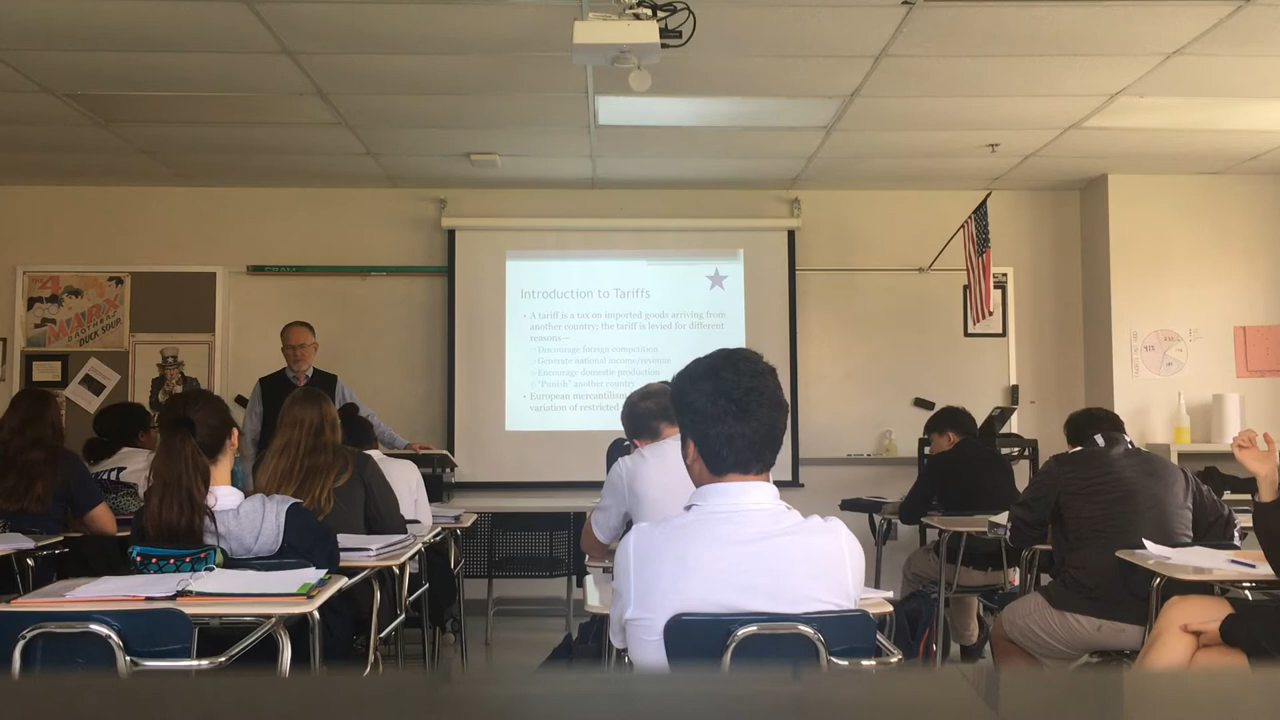 THE 4
MARX
BROTHERS
"DUCK SOUP"
Introduction to Tariffs
• A tariff is a tax on imported goods arriving from
another country; the tariff is levied for different
reasons—
Discourage foreign competition
Generate national income/revenue
Encourage domestic production
"Punish" another country
• European mercantilism
variation of restricted